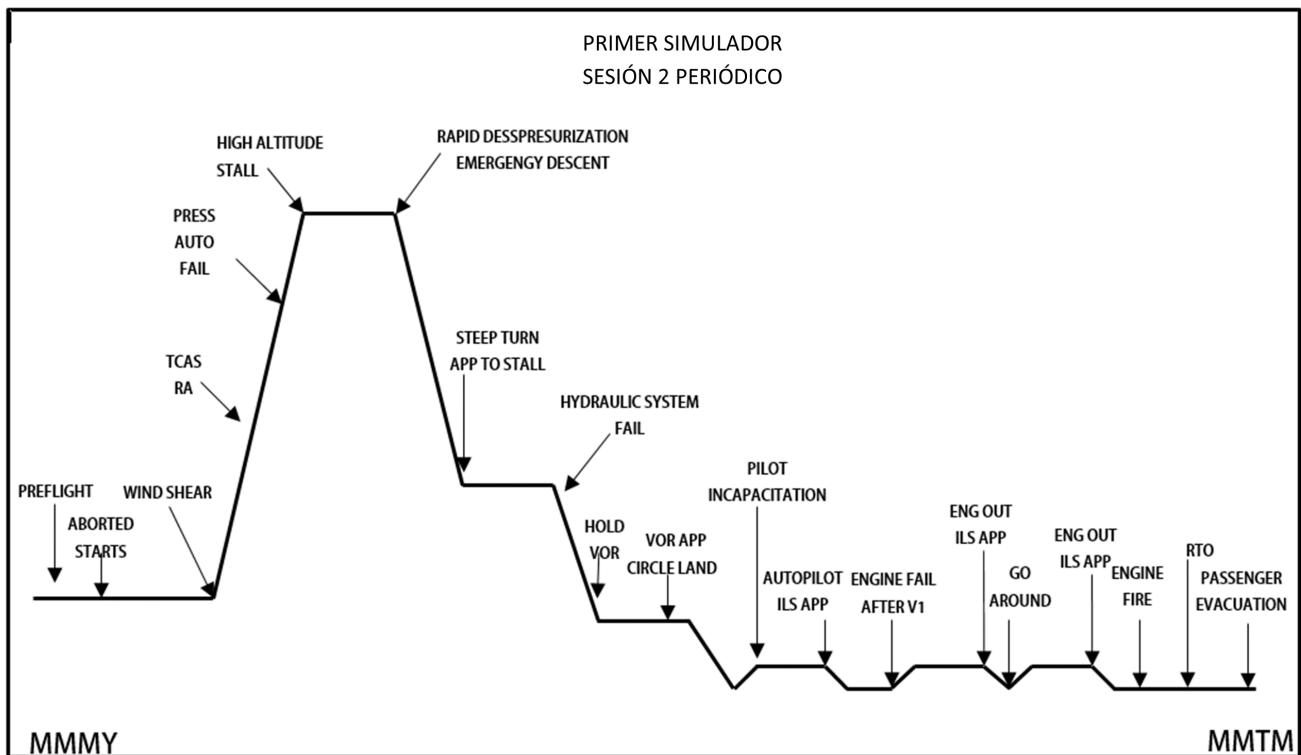 PRIMER SIMULADOR
SESIÓN 2 PERIÓDICO
HIGH ALTITUDE
STALL
RAPID DESSPRESURIZATION
EMERGENGY DESCENT
PRESS
AUTO
FAIL
TCAS
RA
STEEP TURN
APP TO STALL
HYDRAULIC SYSTEM
FAIL
PREFLIGHT
ABORTED
STARTS
WIND SHEAR
HOLD
VOR
VOR APP
CIRCLE LAND
PILOT
INCAPACITATION
AUTOPILOT
ILS APP
ENGINE FAIL
AFTER V1
ENG OUT
ILS APP
GO
AROUND
ENG OUT
ILS APP
ENGINE
FIRE
RTO
PASSENGER
EVACUATION
MMMY
MMTM